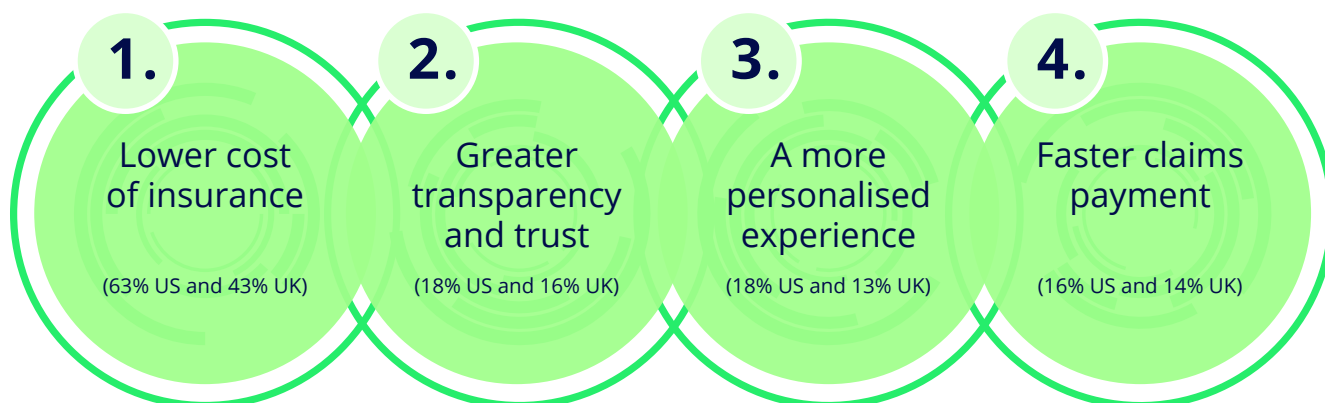 1.
Lower cost
of insurance
(63% US and 43% UK)
2.
Greater
transparency
and trust
(18% US and 16% UK)
3.
A more
personalised
experience
(18% US and 13% UK)
4.
Faster claims
payment
(16% US and 14% UK)